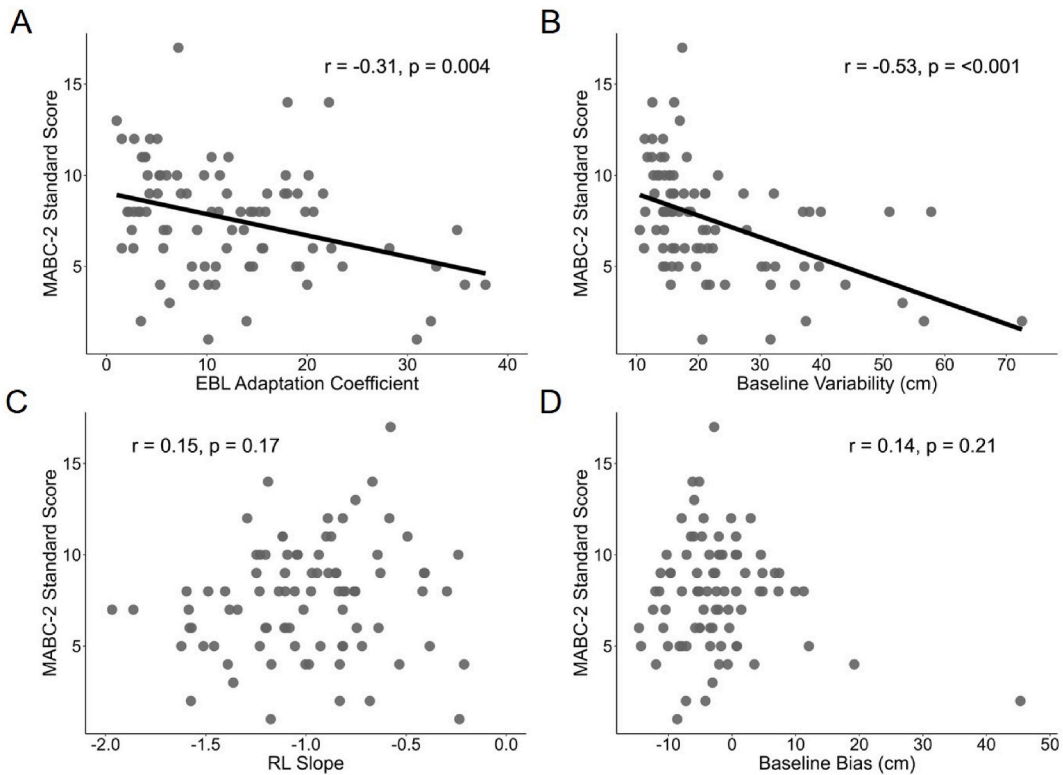 A
B
r = -0.31, p = 0.004
r = -0.53, p = <0.001
MABC-2 Standard Score
15
10
5
0 10 20 30 40
EBL Adaptation Coefficient
MABC-2 Standard Score
15
10
5
10 20 30 40 50 60 70
Baseline Variability (cm)
C
D
r = 0.15, p = 0.17
r = 0.14, p = 0.21
MABC-2 Standard Score
15
10
5
-2.0 -1.5 -1.0 -0.5 0.0
RL Slope
MABC-2 Standard Score
15
10
5
-10 0 10 20 30 40 50
Baseline Bias (cm)